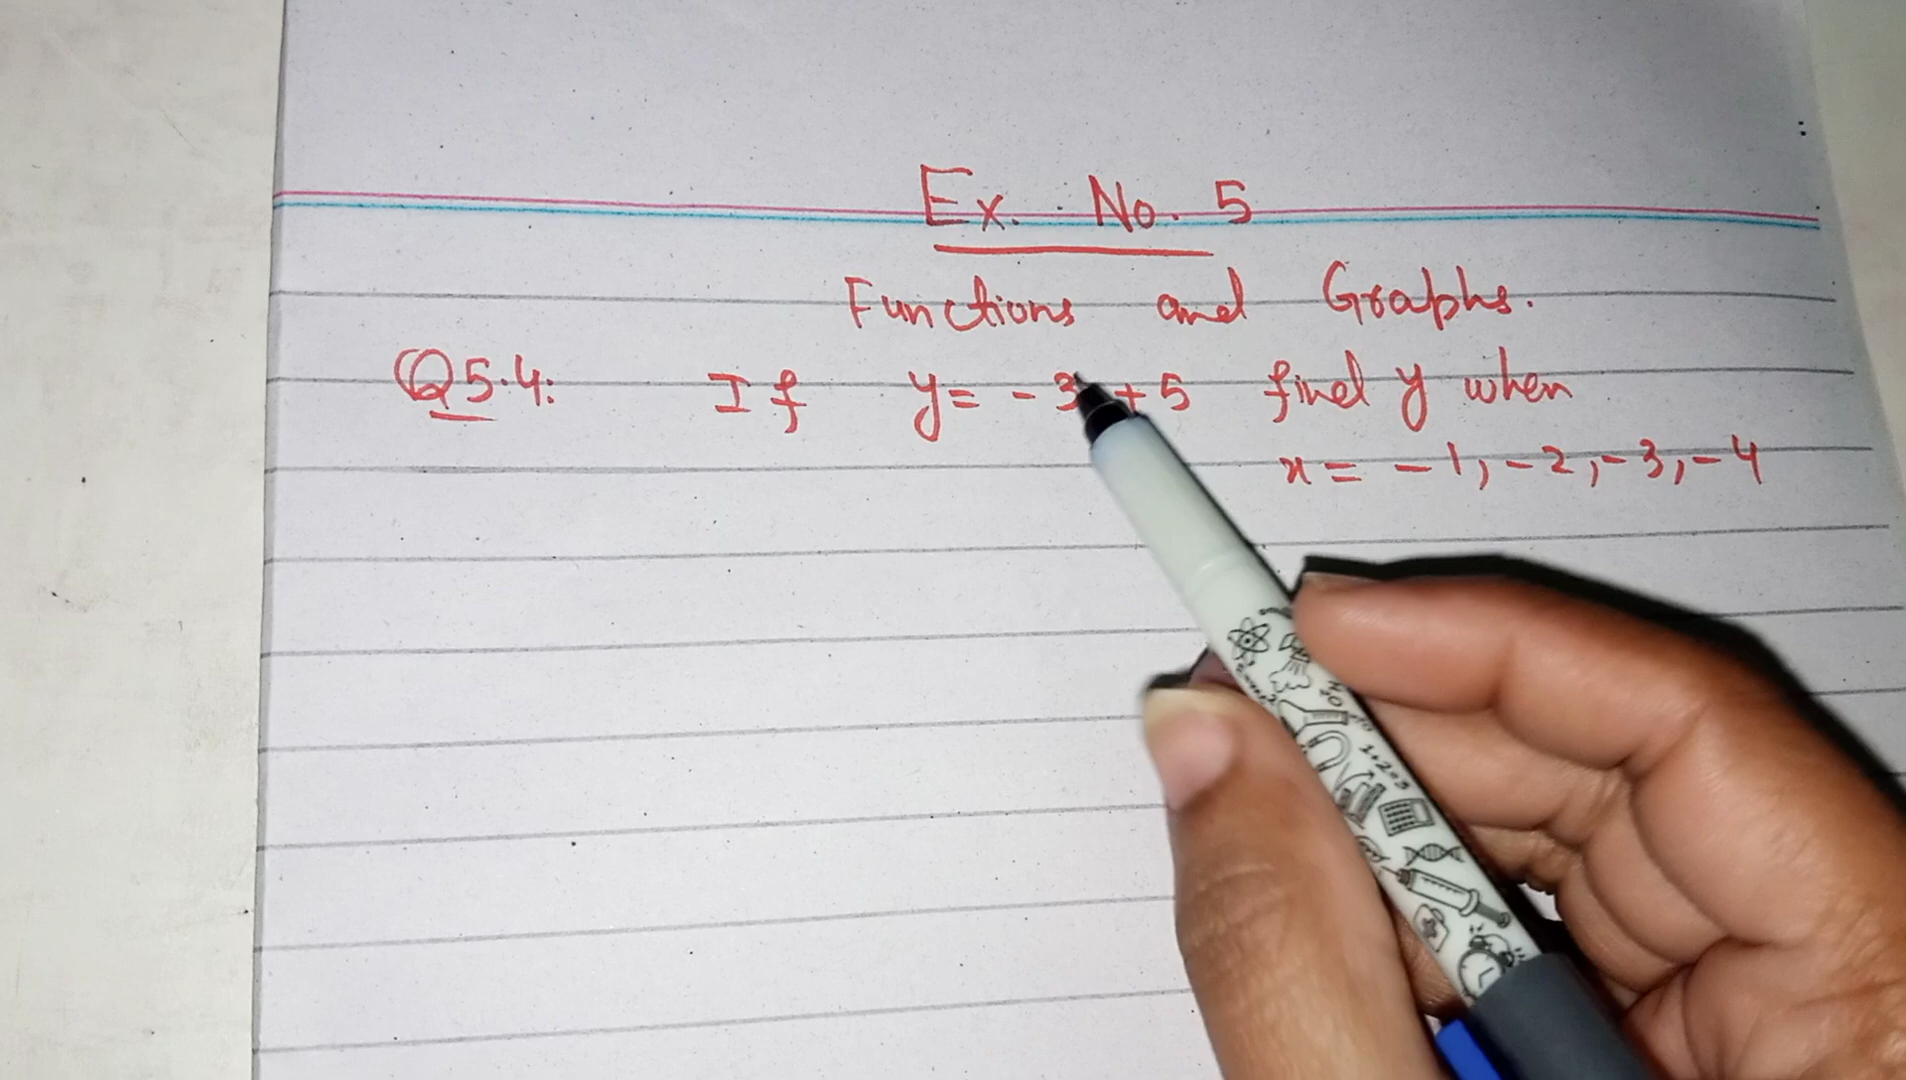 Ex. No. 5
Functions and Graphs.
Q5.4: If y = - 3 + 5 find y when
x = -1, -2, -3, -4